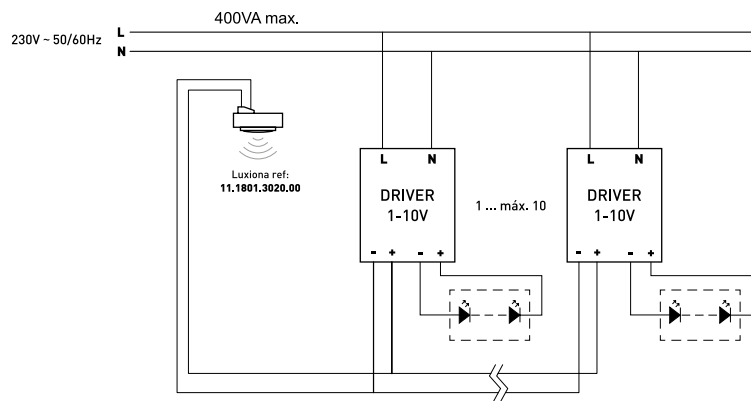 400VA max.
230V ~ 50/60Hz
L
N
Luxiona ref:
11.1801.3020.00
L N
DRIVER
1-10V
- + - +
1 ... máx. 10
L N
DRIVER
1-10V
- + - +